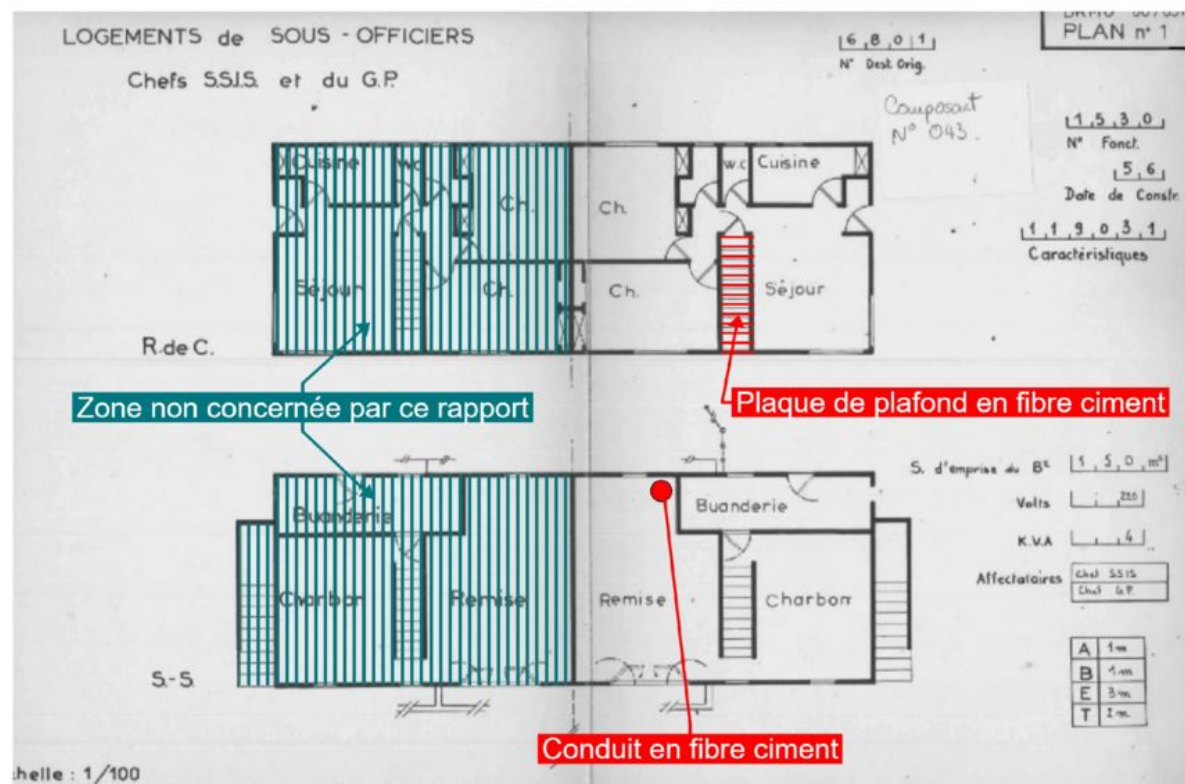 LOGEMENTS de SOUS - OFFICIERS
Chefs S.S.I.S. et du G.P.
6 8 0 1
N° Dest Orig.
PLAN n° 1
Composant
N° 043.
1 5 3 0
N° Fonct.
5 6
Date de Constr.
1 1 9 0 3 1
Caractéristiques
Cuisine
W.C
Ch.
Ch.
W.C
Cuisine
Séjour
Ch.
Ch.
Séjour
R.de C.
Zone non concernée par ce rapport
Plaque de plafond en fibre ciment
S. d'emprise du Bt 1 5 0 m²
Volts 220
K.V.A 4
Affectataires Chef SSIS
Chef G.P.
Buanderie
Buanderie
Charbon
Remise
Remise
Charbon
S.-S.
A 1m
B 1m
E 3m
T 2m
Conduit en fibre ciment
helle : 1/100